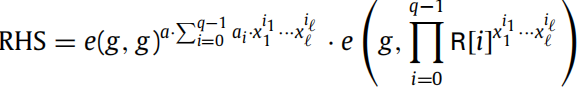 RHS = e(g, g)^{a·∑_{i=0}^{q−1} a_i·x_1^{i_1}···x_ℓ^{i_ℓ}} · e(g, ∏_{i=0}^{q−1} R[i]^{x_1^{i_1}···x_ℓ^{i_ℓ}})